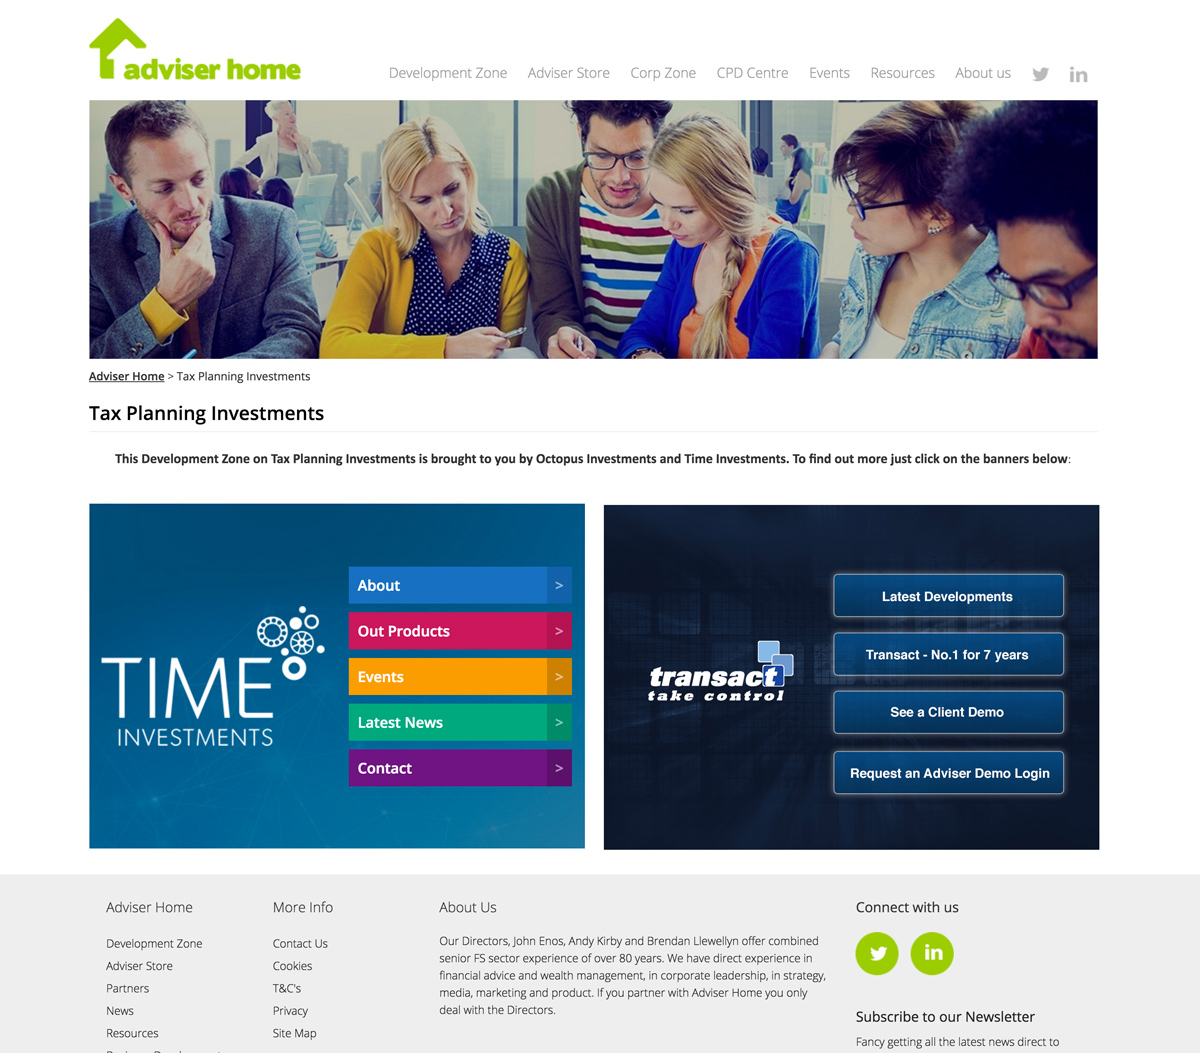 adviser home
Development Zone Adviser Store Corp Zone CPD Centre Events Resources About us
Adviser Home > Tax Planning Investments
Tax Planning Investments
This Development Zone on Tax Planning Investments is brought to you by Octopus Investments and Time Investments. To find out more just click on the banners below:
TIME
INVESTMENTS
About >
Out Products >
Events >
Latest News >
Contact >
transact
take control
Latest Developments
Transact - No.1 for 7 years
See a Client Demo
Request an Adviser Demo Login
Adviser Home
Development Zone
Adviser Store
Partners
News
Resources
More Info
Contact Us
Cookies
T&C's
Privacy
Site Map
About Us
Our Directors, John Enos, Andy Kirby and Brendan Llewellyn offer combined
senior FS sector experience of over 80 years. We have direct experience in
financial advice and wealth management, in corporate leadership, in strategy,
media, marketing and product. If you partner with Adviser Home you only
deal with the Directors.
Connect with us
in
Subscribe to our Newsletter
Fancy getting all the latest news direct to